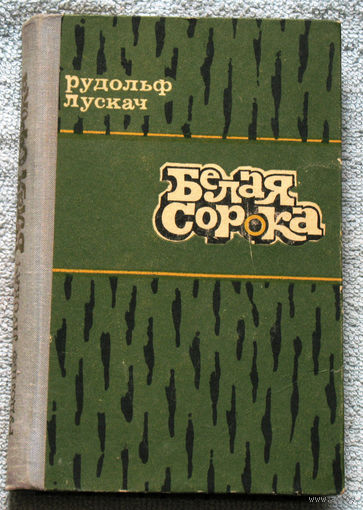 Рудольф
Лускач
Белая
Сорока